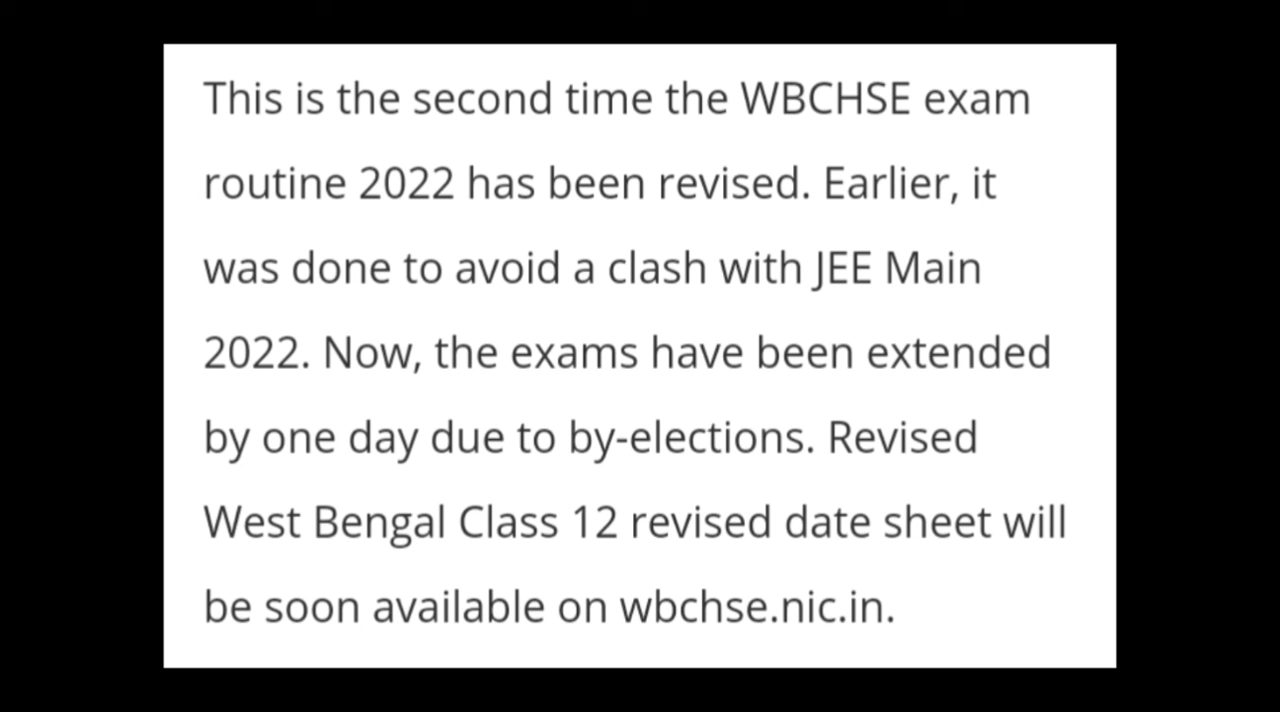 This is the second time the WBCHSE exam
routine 2022 has been revised. Earlier, it
was done to avoid a clash with JEE Main
2022. Now, the exams have been extended
by one day due to by-elections. Revised
West Bengal Class 12 revised date sheet will
be soon available on wbchse.nic.in.